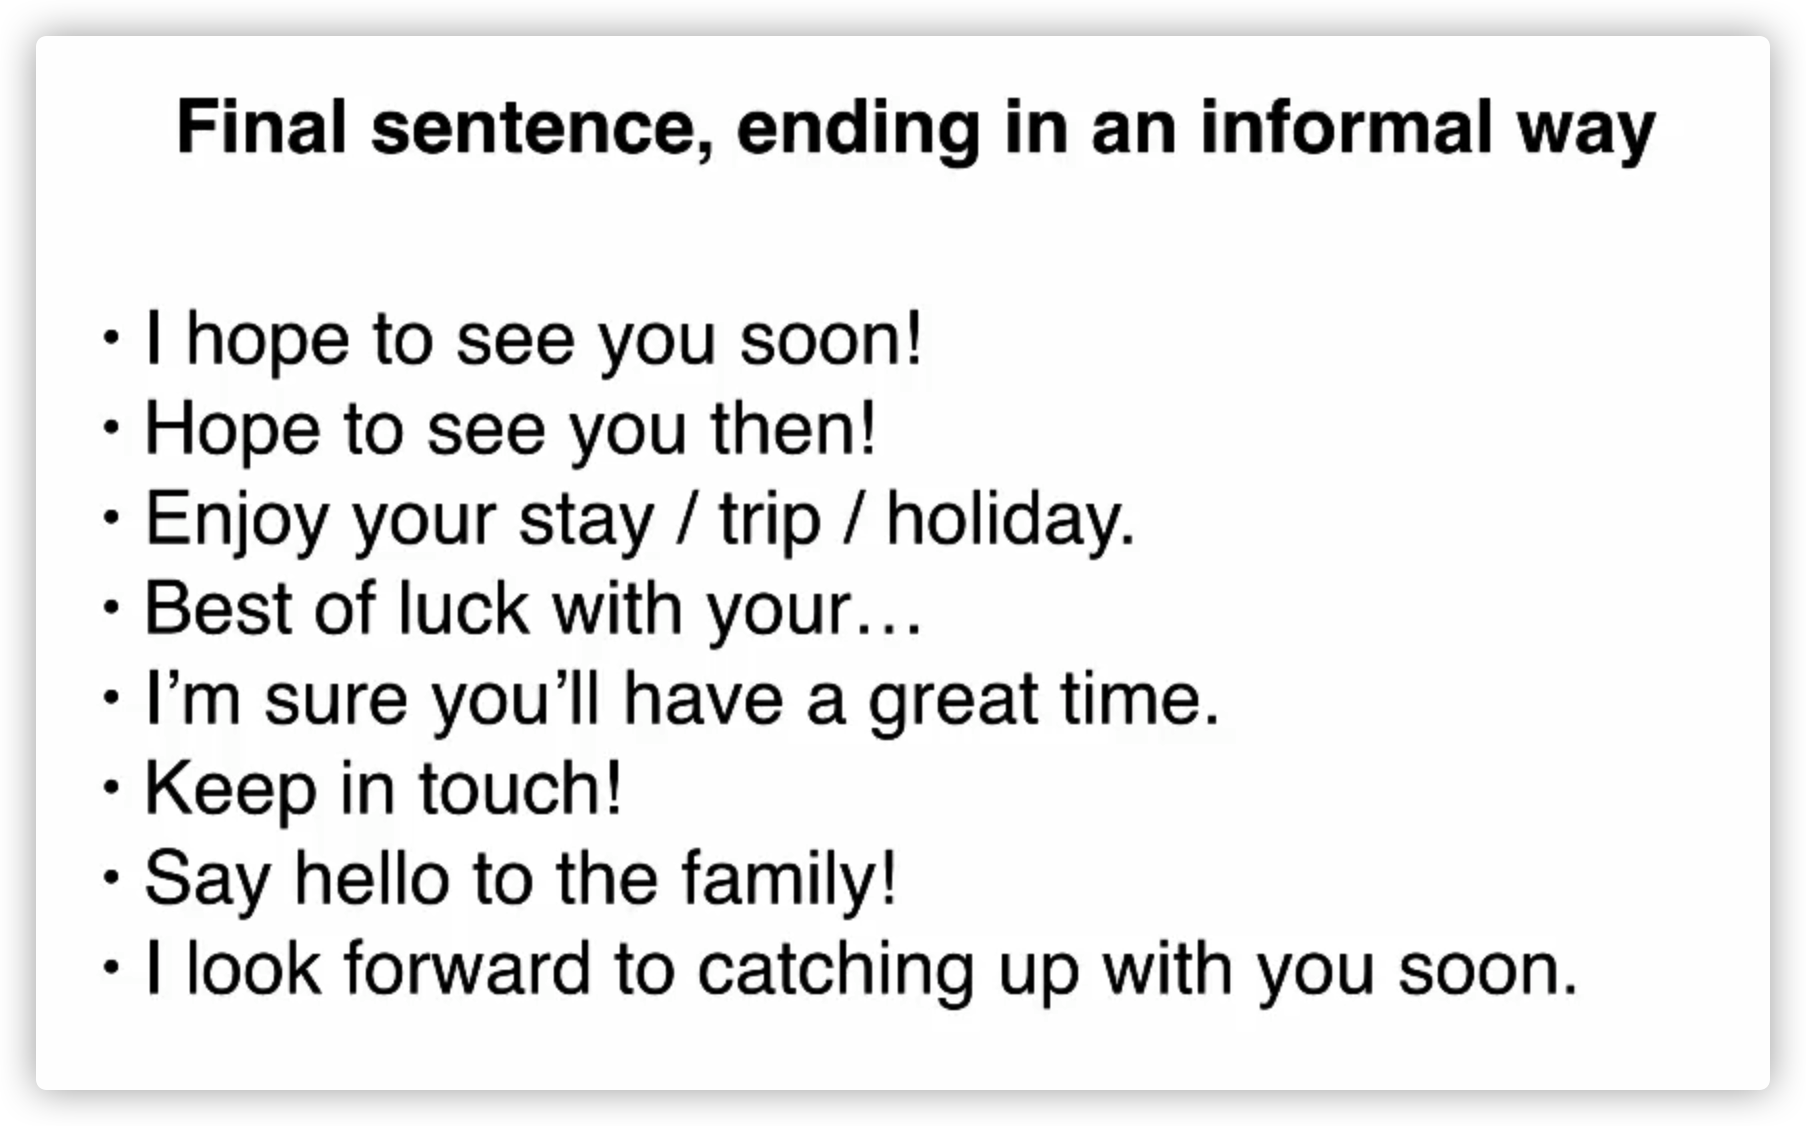 Final sentence, ending in an informal way
• I hope to see you soon!
• Hope to see you then!
• Enjoy your stay / trip / holiday.
• Best of luck with your…
• I’m sure you’ll have a great time.
• Keep in touch!
• Say hello to the family!
• I look forward to catching up with you soon.